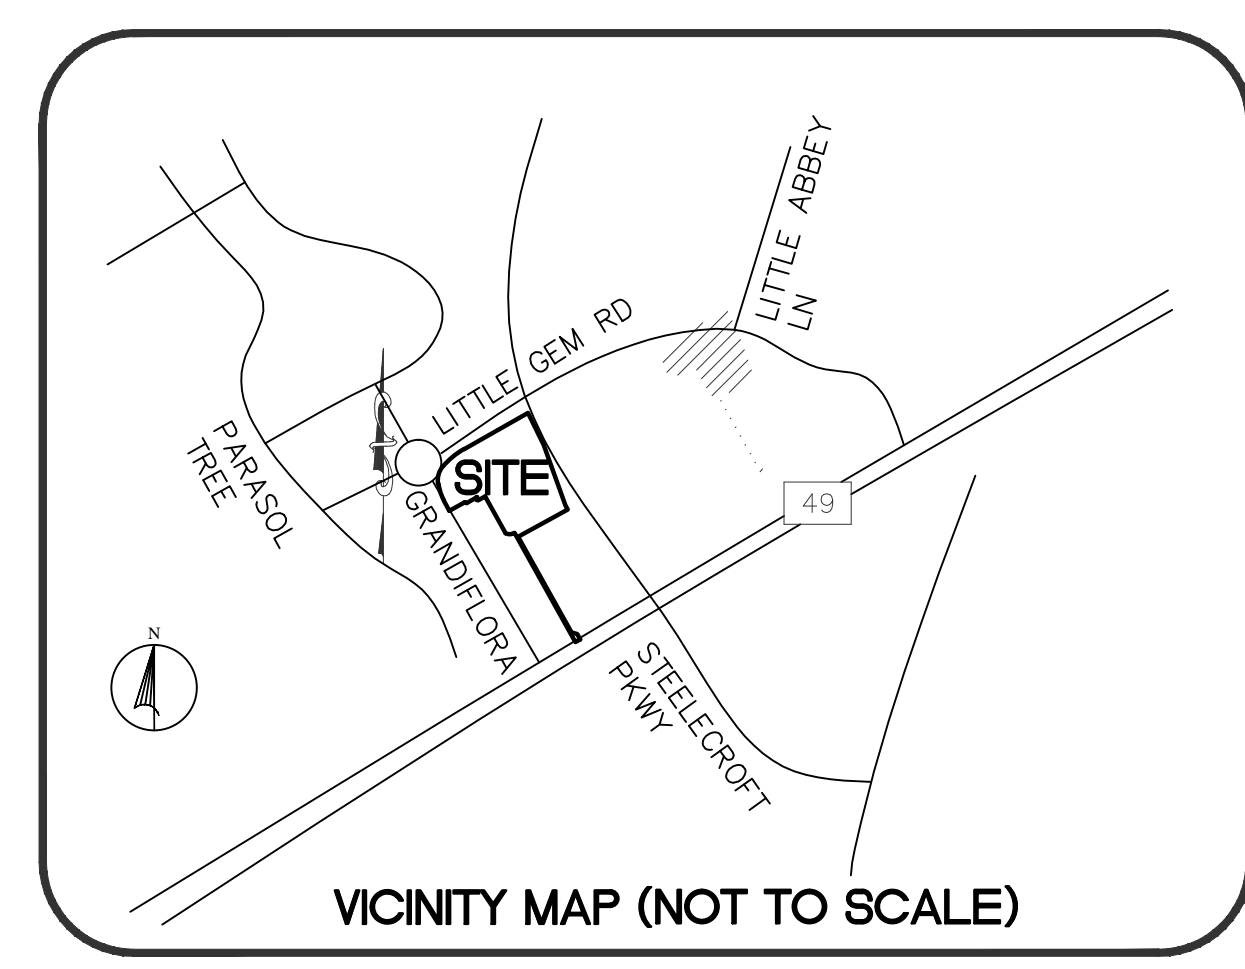 LITTLE ABBEY
LN
LITTLE GEM RD
PARASOL
TREE
SITE
49
GRANDIFLORA
N
STEELECROFT
PKWY
VICINITY MAP (NOT TO SCALE)